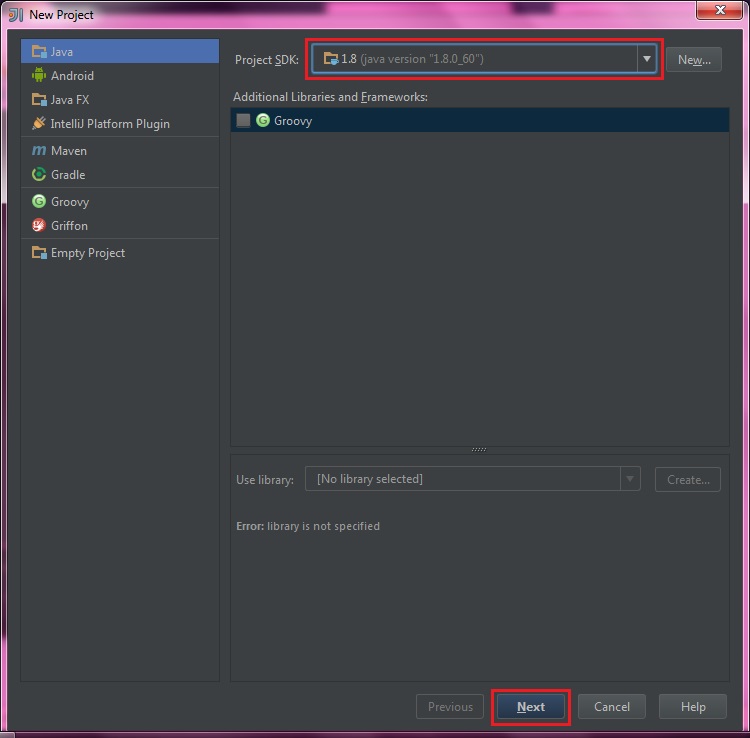 New Project
Java
Android
Java FX
IntelliJ Platform Plugin
Maven
Gradle
Groovy
Griffon
Empty Project
Project SDK: 1.8 (java version "1.8.0_60") New...
Additional Libraries and Frameworks:
Groovy
Use library: [No library selected] Create...
Error: library is not specified
Previous Next Cancel Help